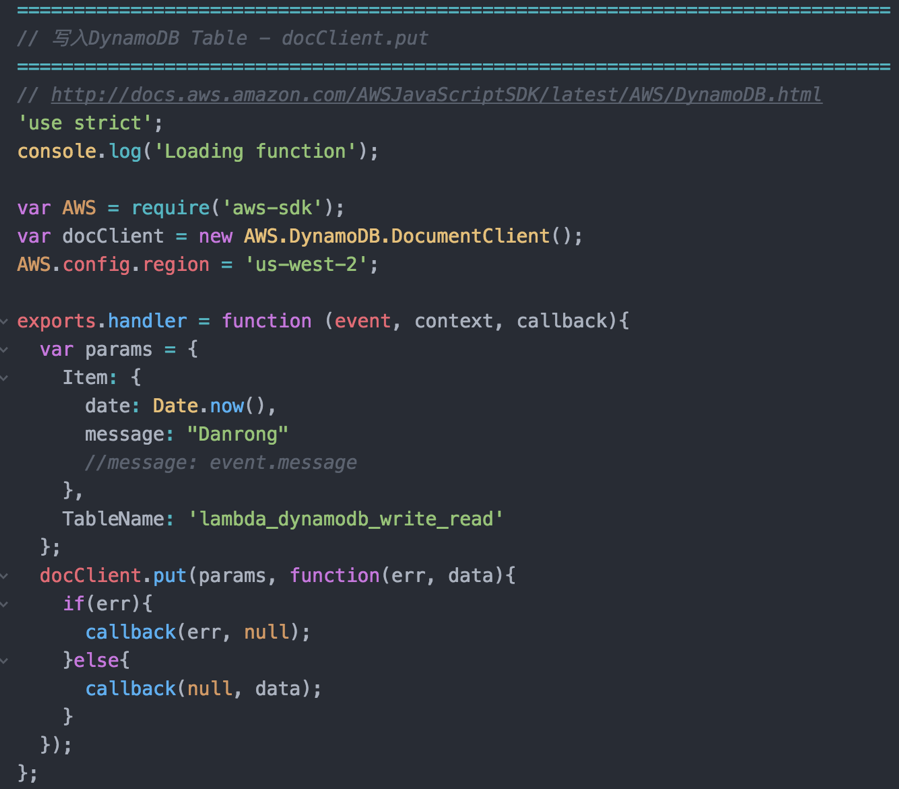 ==============================================================================
// 写入DynamoDB Table - docClient.put
==============================================================================
// http://docs.aws.amazon.com/AWSJavaScriptSDK/latest/AWS/DynamoDB.html
'use strict';
console.log('Loading function');

var AWS = require('aws-sdk');
var docClient = new AWS.DynamoDB.DocumentClient();
AWS.config.region = 'us-west-2';

exports.handler = function (event, context, callback){
  var params = {
    Item: {
      date: Date.now(),
      message: "Danrong"
      //message: event.message
    },
    TableName: 'lambda_dynamodb_write_read'
  };
  docClient.put(params, function(err, data){
    if(err){
      callback(err, null);
    }else{
      callback(null, data);
    }
  });
};